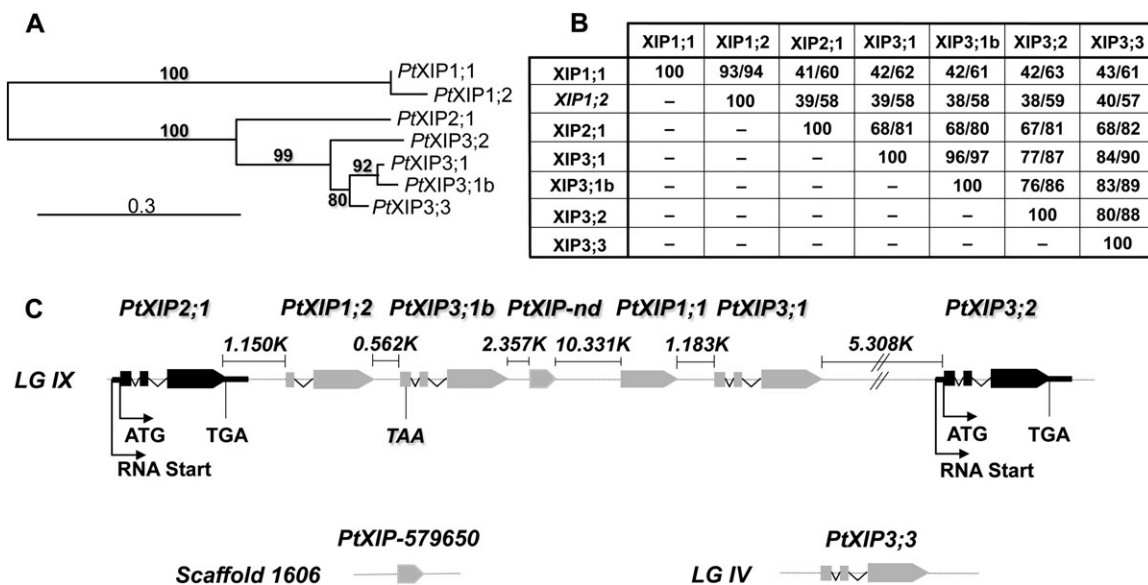 A
100
PtXIP1;1
PtXIP1;2
100
PtXIP2;1
99
PtXIP3;2
92
PtXIP3;1
PtXIP3;1b
80
PtXIP3;3
0.3
B
XIP1;1 XIP1;2 XIP2;1 XIP3;1 XIP3;1b XIP3;2 XIP3;3
XIP1;1 100 93/94 41/60 42/62 42/61 42/63 43/61
XIP1;2 – 100 39/58 39/58 38/58 38/59 40/57
XIP2;1 – – 100 68/81 68/80 67/81 68/82
XIP3;1 – – – 100 96/97 77/87 84/90
XIP3;1b – – – – 100 76/86 83/89
XIP3;2 – – – – – 100 80/88
XIP3;3 – – – – – – 100
C
PtXIP2;1 PtXIP1;2 PtXIP3;1b PtXIP-nd PtXIP1;1 PtXIP3;1 PtXIP3;2
1.150K 0.562K 2.357K 10.331K 1.183K 5.308K
LG IX
ATG TGA TAA ATG TGA
RNA Start RNA Start
PtXIP-579650 PtXIP3;3
Scaffold 1606 LG IV